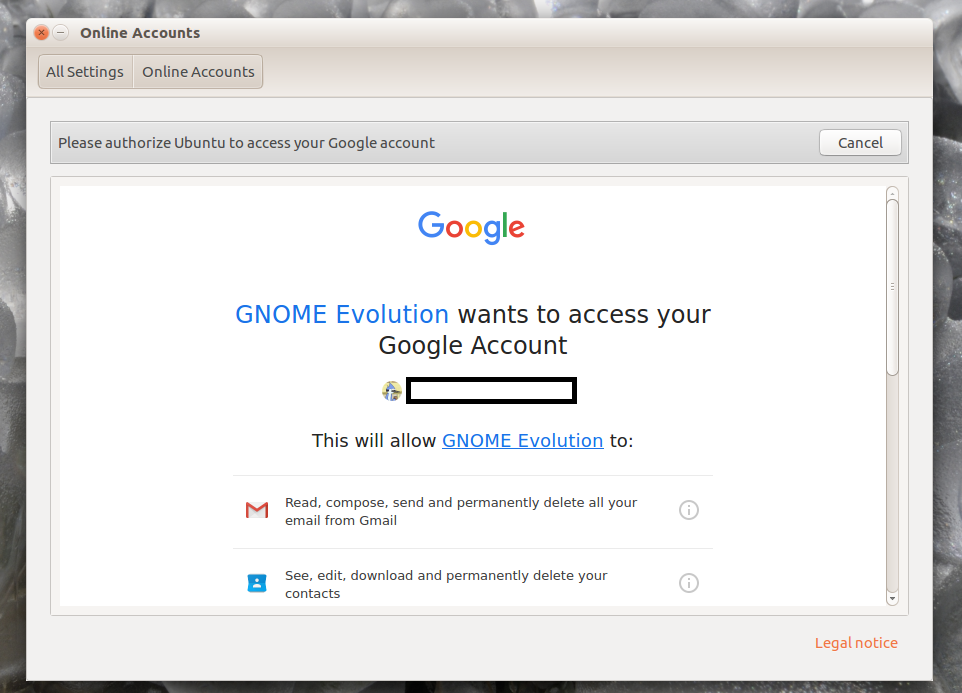 Online Accounts
All Settings Online Accounts
Please authorize Ubuntu to access your Google account
Cancel
Google
GNOME Evolution wants to access your
Google Account
This will allow GNOME Evolution to:
Read, compose, send and permanently delete all your
email from Gmail
See, edit, download and permanently delete your
contacts
Legal notice